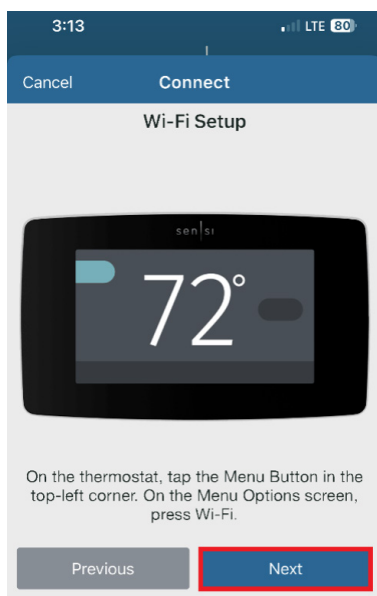 3:13 LTE 80
Cancel Connect
Wi-Fi Setup
sensi
72°
On the thermostat, tap the Menu Button in the
top-left corner. On the Menu Options screen,
press Wi-Fi.
Previous Next